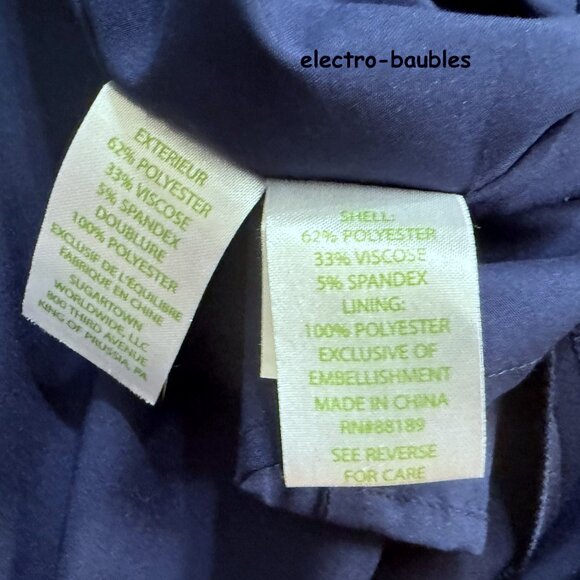 electro-baubles
EXTERIEUR
62% POLYESTER
33% VISCOSE
5% SPANDEX
DOUBLURE
100% POLYESTER
EXCLUSIF DE L'EQUILIBRE
FABRIQUE EN CHINE
SUGARTOWN
WORLDWIDE, LLC
800 THIRD AVENUE
KING OF PRUSSIA, PA
SHELL:
62% POLYESTER
33% VISCOSE
5% SPANDEX
LINING:
100% POLYESTER
EXCLUSIVE OF
EMBELLISHMENT
MADE IN CHINA
RN#88189
SEE REVERSE
FOR CARE